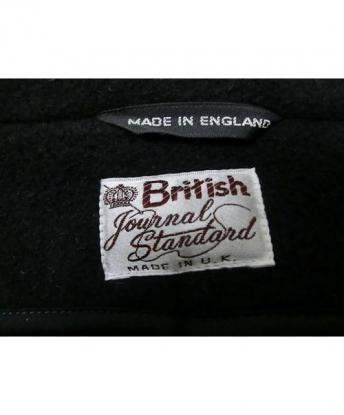 MADE IN ENGLAND
British
Journal
Standard
MADE IN U.K.